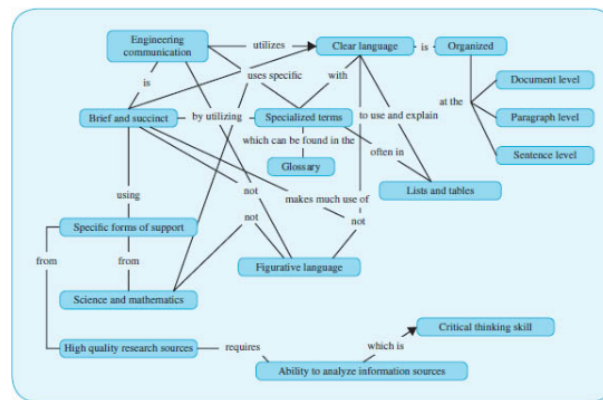 Engineering
communication
utilizes
Clear language
is
Organized
uses specific
with
Document level
is
at the
Brief and succinct
by utilizing
Specialized terms
to use and explain
Paragraph level
which can be found in the
often in
Sentence level
Glossary
Lists and tables
using
not
makes much use of
Specific forms of support
not
not
from
from
Figurative language
Science and mathematics
Critical thinking skill
High quality research sources
requires
which is
Ability to analyze information sources